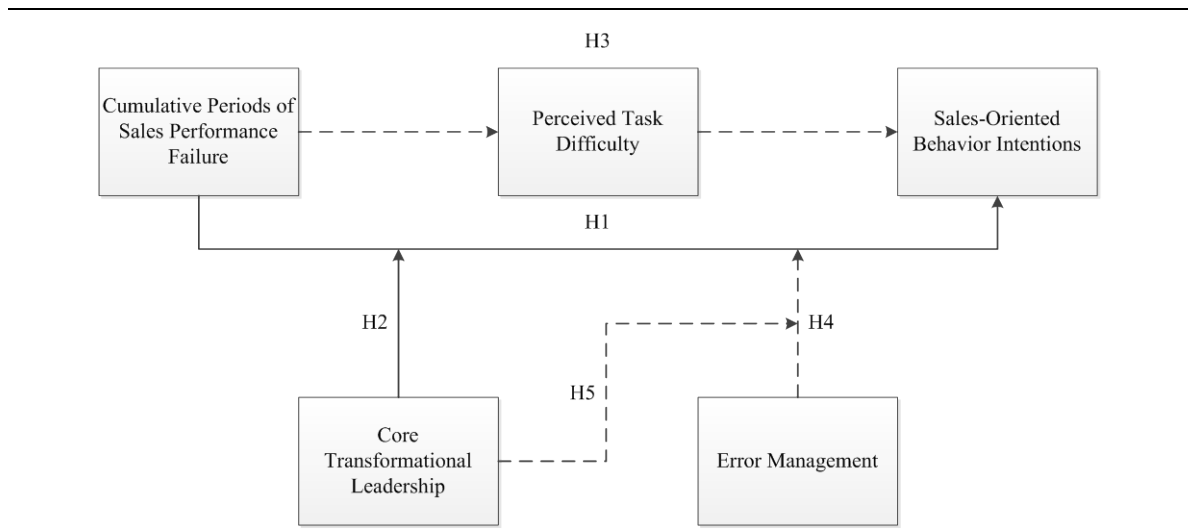 H3
Cumulative Periods of
Sales Performance
Failure
Perceived Task
Difficulty
Sales-Oriented
Behavior Intentions
H1
H2
H4
H5
Core
Transformational
Leadership
Error Management